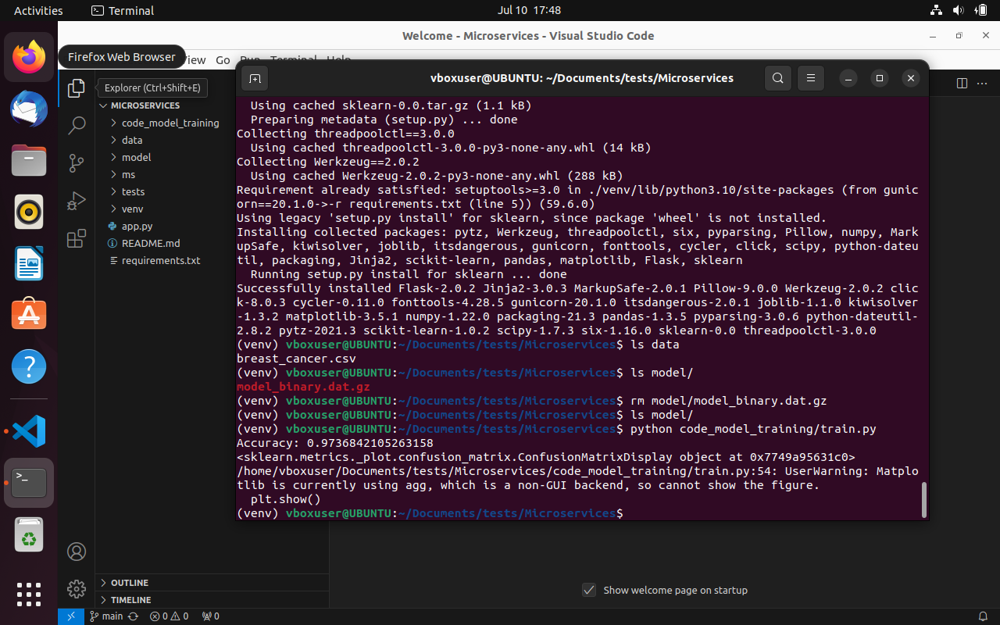 Activities
Terminal
Jul 10 17:48
Welcome - Microservices - Visual Studio Code
Firefox Web Browser
View Go Run Terminal Help
Explorer (Ctrl+Shift+E)
MICROSERVICES
code_model_training
data
model
ms
tests
venv
app.py
README.md
requirements.txt
OUTLINE
TIMELINE
vboxuser@UBUNTU: ~/Documents/tests/Microservices
Using cached sklearn-0.0.tar.gz (1.1 kB)
Preparing metadata (setup.py) ... done
Collecting threadpoolctl==3.0.0
Using cached threadpoolctl-3.0.0-py3-none-any.whl (14 kB)
Collecting Werkzeug==2.0.2
Using cached Werkzeug-2.0.2-py3-none-any.whl (288 kB)
Requirement already satisfied: setuptools>=3.0 in ./venv/lib/python3.10/site-packages (from gunic
orn==20.1.0->-r requirements.txt (line 5)) (59.6.0)
Using legacy 'setup.py install' for sklearn, since package 'wheel' is not installed.
Installing collected packages: pytz, Werkzeug, threadpoolctl, six, pyparsing, Pillow, numpy, Mark
upSafe, kiwisolver, joblib, itsdangerous, gunicorn, fonttools, cycler, click, scipy, python-dateu
til, packaging, Jinja2, scikit-learn, pandas, matplotlib, Flask, sklearn
Running setup.py install for sklearn ... done
Successfully installed Flask-2.0.2 Jinja2-3.0.3 MarkupSafe-2.0.1 Pillow-9.0.0 Werkzeug-2.0.2 clic
k-8.0.3 cycler-0.11.0 fonttools-4.28.5 gunicorn-20.1.0 itsdangerous-2.0.1 joblib-1.1.0 kiwisolver
-1.3.2 matplotlib-3.5.1 numpy-1.22.0 packaging-21.3 pandas-1.3.5 pyparsing-3.0.6 python-dateutil-
2.8.2 pytz-2021.3 scikit-learn-1.0.2 scipy-1.7.3 six-1.16.0 sklearn-0.0 threadpoolctl-3.0.0
(venv) vboxuser@UBUNTU:~/Documents/tests/Microservices$ ls data
breast_cancer.csv
(venv) vboxuser@UBUNTU:~/Documents/tests/Microservices$ ls model/
model_binary.dat.gz
(venv) vboxuser@UBUNTU:~/Documents/tests/Microservices$ rm model/model_binary.dat.gz
(venv) vboxuser@UBUNTU:~/Documents/tests/Microservices$ ls model/
(venv) vboxuser@UBUNTU:~/Documents/tests/Microservices$ python code_model_training/train.py
Accuracy: 0.9736842105263158
<sklearn.metrics._plot.confusion_matrix.ConfusionMatrixDisplay object at 0x7749a95631c0>
/home/vboxuser/Documents/tests/Microservices/code_model_training/train.py:54: UserWarning: Matplo
tlib is currently using agg, which is a non-GUI backend, so cannot show the figure.
plt.show()
(venv) vboxuser@UBUNTU:~/Documents/tests/Microservices$
Show welcome page on startup
main
0
0
0